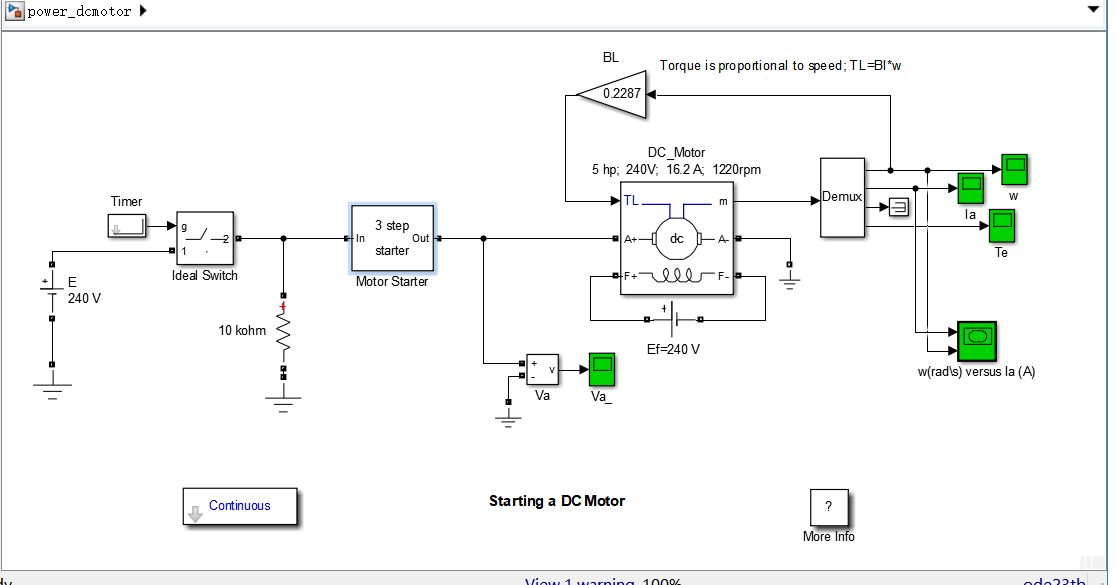 power_dcmotor
BL
Torque is proportional to speed; TL=Bl*w
0.2287
DC_Motor
5 hp; 240V; 16.2 A; 1220rpm
Timer
TL
m
Demux
w
Ia
Te
g
2
1
Ideal Switch
3 step
starter
In
Out
Motor Starter
A+
dc
A-
F+
F-
+
E
240 V
+
10 kohm
+
Ef=240 V
+
-
v
Va
Va_
w(rad\s) versus Ia (A)
Continuous
Starting a DC Motor
?
More Info
View 1 warning
100%